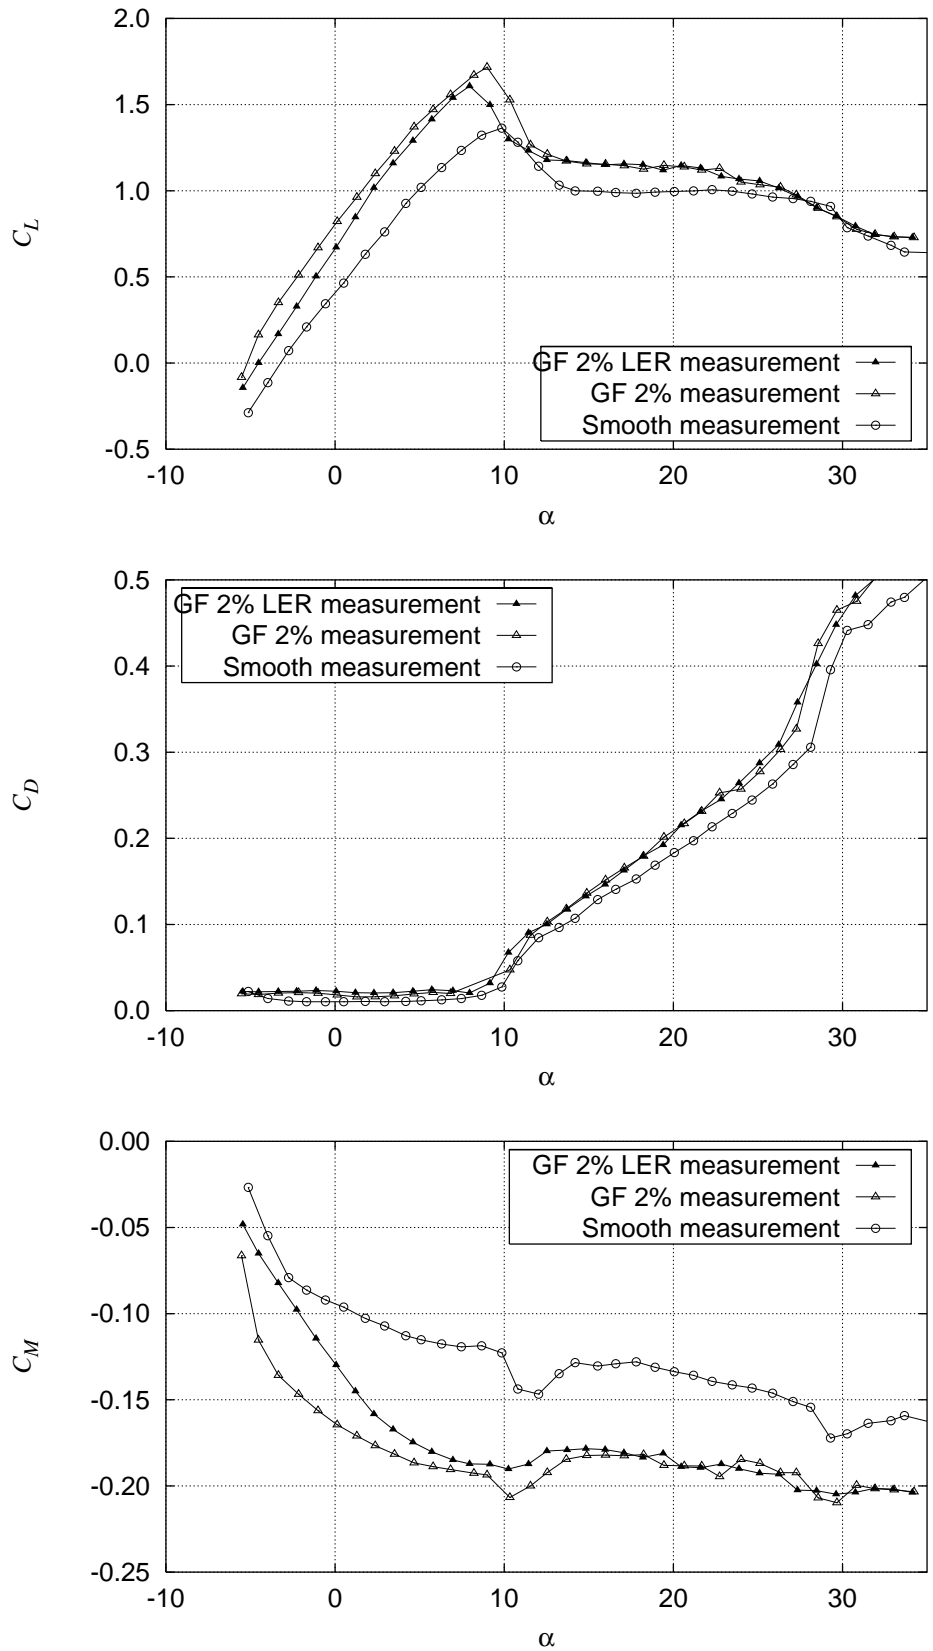 2.0
1.5
1.0
0.5
0.0
-0.5
C_L
GF 2% LER measurement
GF 2% measurement
Smooth measurement
-10 0 10 20 30
α
0.5
0.4
0.3
0.2
0.1
0.0
C_D
GF 2% LER measurement
GF 2% measurement
Smooth measurement
-10 0 10 20 30
α
0.00
-0.05
-0.10
-0.15
-0.20
-0.25
C_M
GF 2% LER measurement
GF 2% measurement
Smooth measurement
-10 0 10 20 30
α